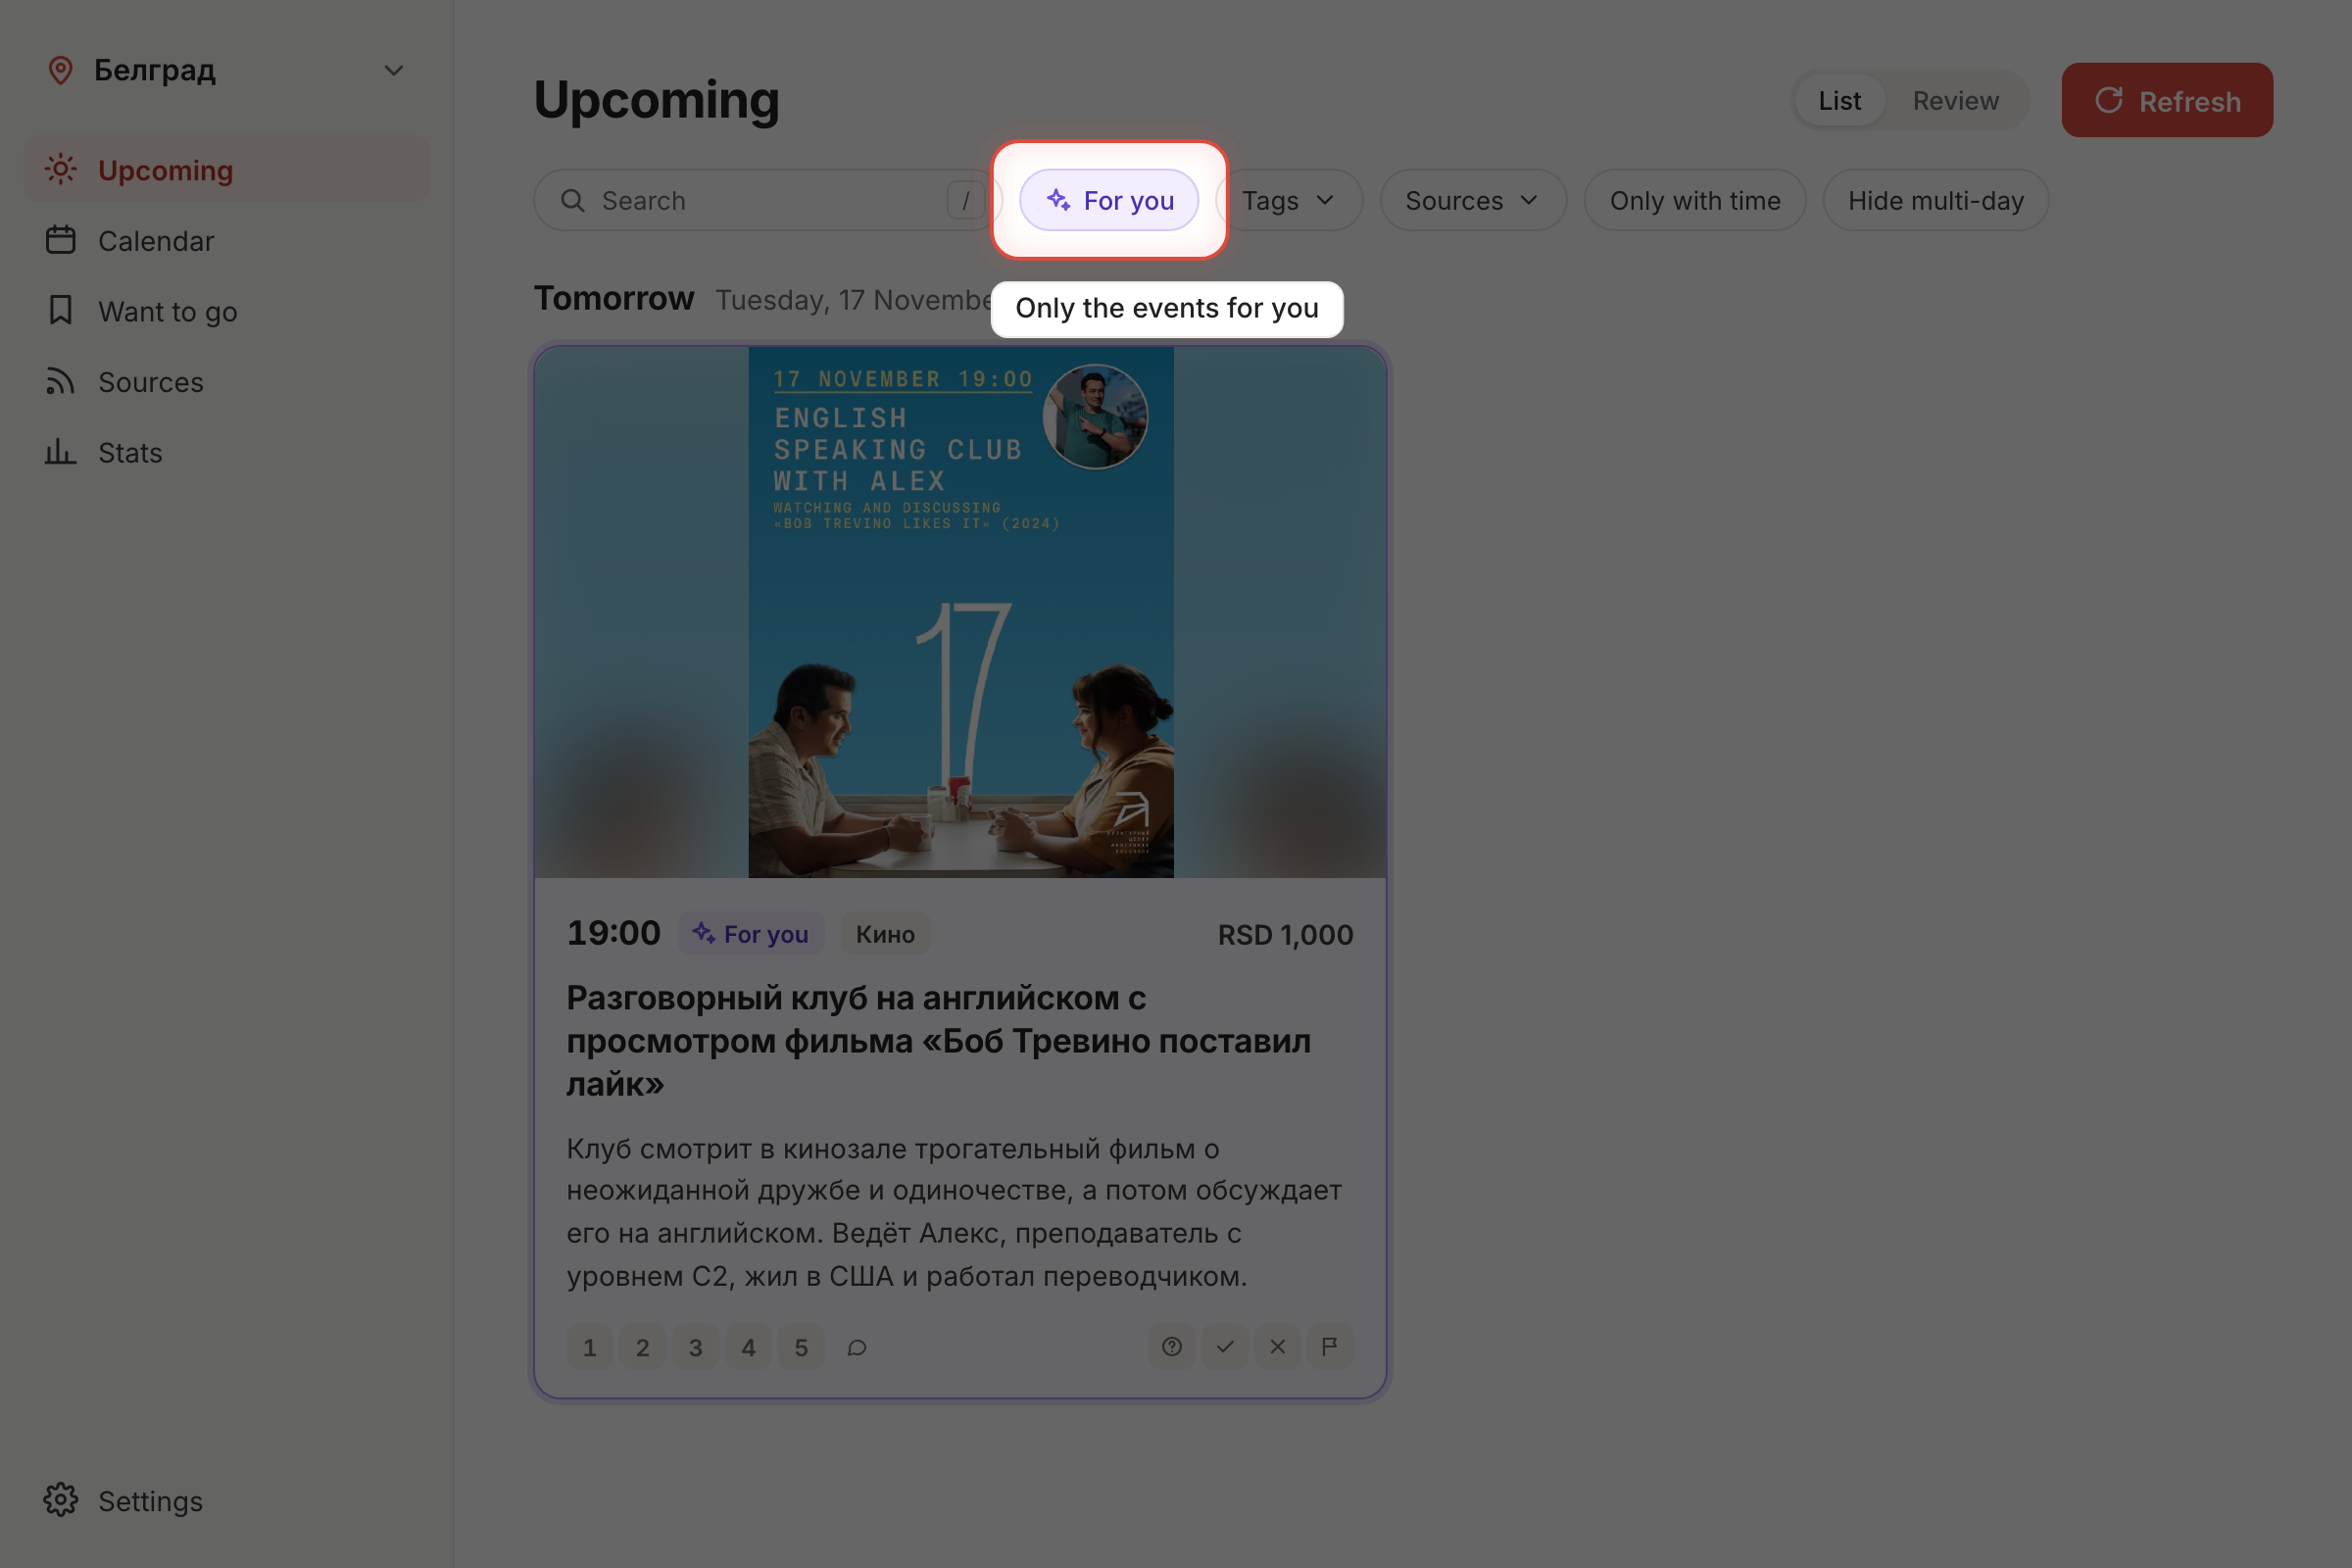 Белград
Upcoming
Calendar
Want to go
Sources
Stats
Settings
Upcoming
List
Review
Refresh
Search
/
For you
Tags
Sources
Only with time
Hide multi-day
Tomorrow
Tuesday, 17
Only the events for you
17 NOVEMBER 19:00
ENGLISH
SPEAKING CLUB
WITH ALEX
WATCHING AND DISCUSSING
«BOB TREVINO LIKES IT» (2024)
17
19:00
For you
Кино
RSD 1,000
Разговорный клуб на английском с
просмотром фильма «Боб Тревино поставил
лайк»
Клуб смотрит в кинозале трогательный фильм о
неожиданной дружбе и одиночестве, а потом обсуждает
его на английском. Ведёт Алекс, преподаватель с
уровнем C2, жил в США и работал переводчиком.
1 2 3 4 5